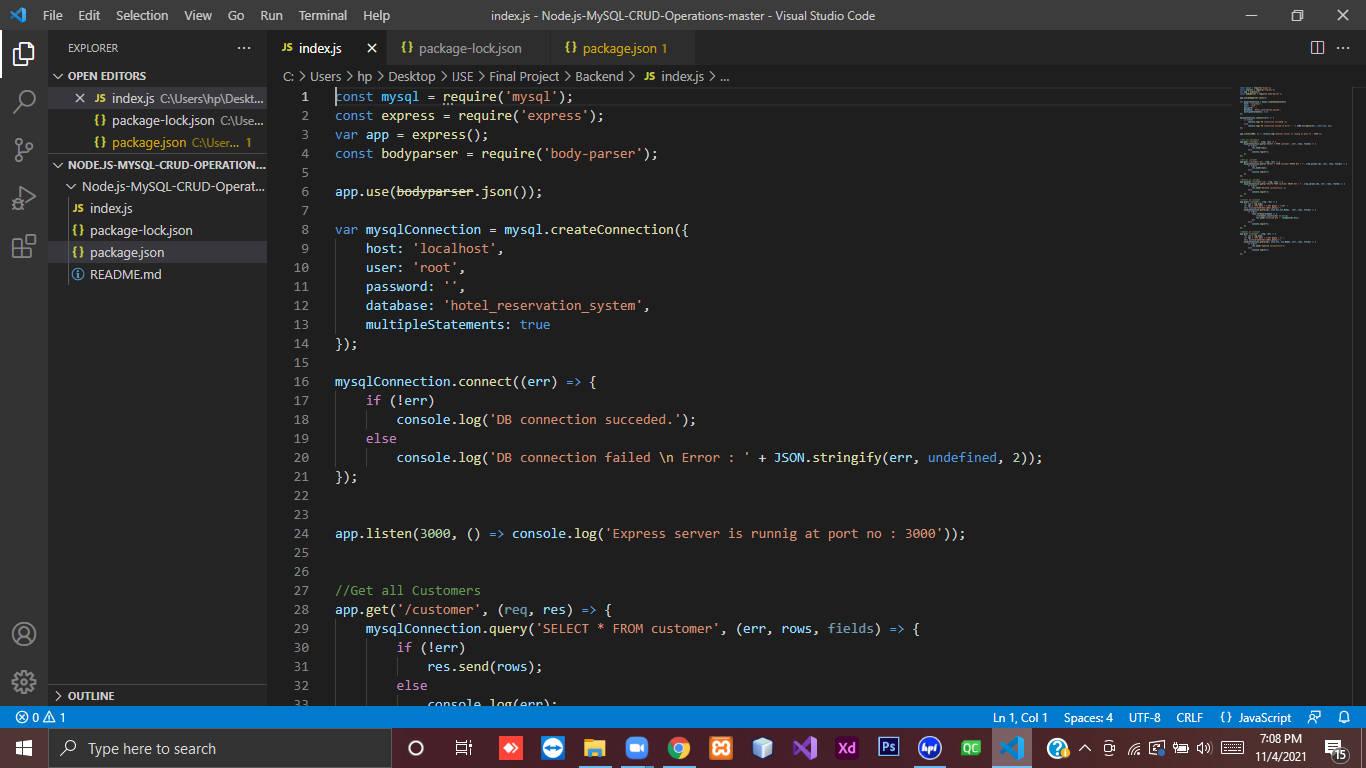 File Edit Selection View Go Run Terminal Help index.js - Node.js-MySQL-CRUD-Operations-master - Visual Studio Code
EXPLORER ...
OPEN EDITORS
JS index.js C:\Users\hp\Deskt...
{} package-lock.json C:\Use...
{} package.json C:\User... 1
NODE.JS-MYSQL-CRUD-OPERATION...
Node.js-MySQL-CRUD-Operat...
JS index.js
{} package-lock.json
{} package.json
README.md
OUTLINE
JS index.js {} package-lock.json {} package.json 1 ...
C: > Users > hp > Desktop > IJSE > Final Project > Backend > JS index.js > ...
1 const mysql = require('mysql');
2 const express = require('express');
3 var app = express();
4 const bodyparser = require('body-parser');
5
6 app.use(bodyparser.json());
7
8 var mysqlConnection = mysql.createConnection({
9 host: 'localhost',
10 user: 'root',
11 password: '',
12 database: 'hotel_reservation_system',
13 multipleStatements: true
14 });
15
16 mysqlConnection.connect((err) => {
17 if (!err)
18 console.log('DB connection succeded.');
19 else
20 console.log('DB connection failed \n Error : ' + JSON.stringify(err, undefined, 2));
21 });
22
23
24 app.listen(3000, () => console.log('Express server is runnig at port no : 3000'));
25
26
27 //Get all Customers
28 app.get('/customer', (req, res) => {
29 mysqlConnection.query('SELECT * FROM customer', (err, rows, fields) => {
30 if (!err)
31 res.send(rows);
32 else
33 console.log(err);
0 1 Ln 1, Col 1 Spaces: 4 UTF-8 CRLF {} JavaScript
Type here to search Xd Ps hpi QC 7:08 PM
11/4/2021 15